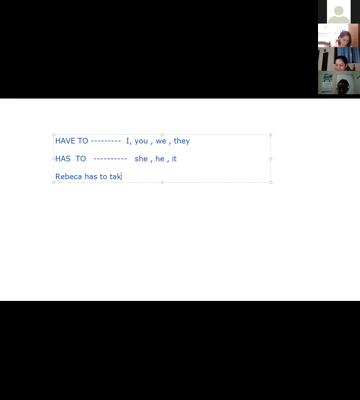 HAVE TO --------- I, you , we , they
HAS TO ---------- she , he , it
Rebeca has to tak